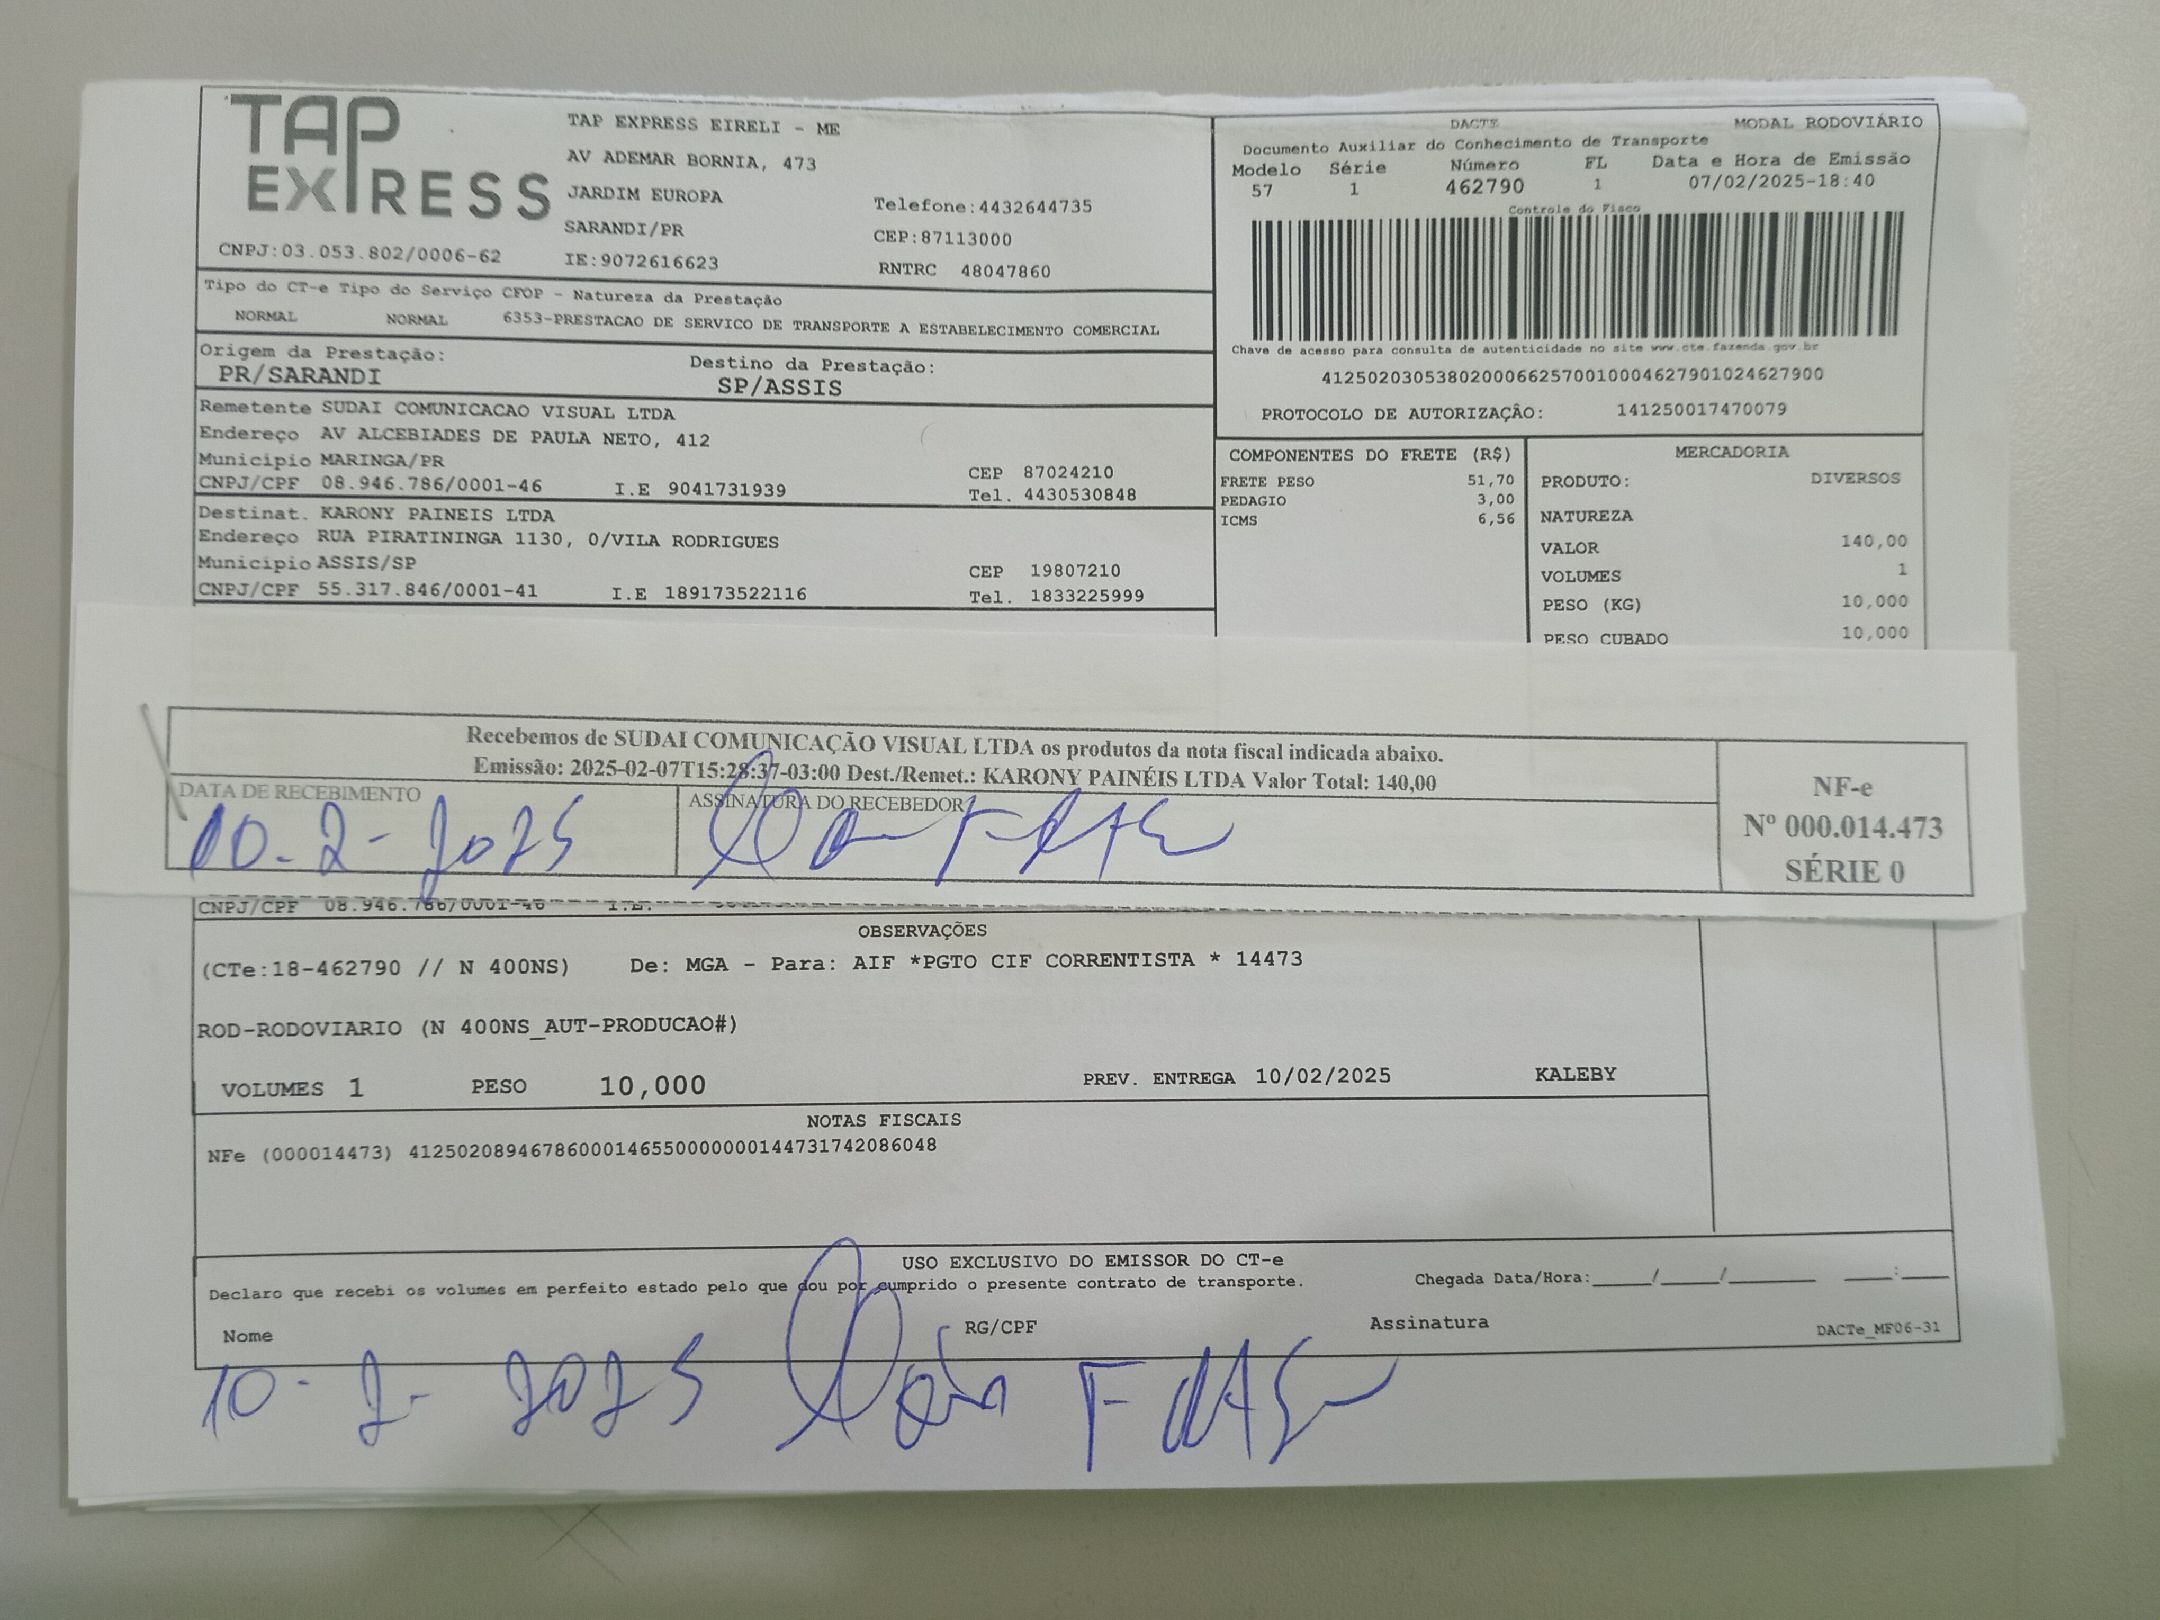 TAP EXPRESS
TAP EXPRESS EIRELI - ME
AV ADEMAR BORNIA, 473
JARDIM EUROPA
Telefone:4432644735
SARANDI/PR
CEP:87113000
CNPJ:03.053.802/0006-62
IE:9072616623
RNTRC 48047860
DACTE
MODAL RODOVIÁRIO
Documento Auxiliar do Conhecimento de Transporte
Modelo Série Número FL Data e Hora de Emissão
57 1 462790 1 07/02/2025-18:40
Controle do Fisco
Chave de acesso para consulta de autenticidade no site www.cte.fazenda.gov.br
41250203053802000662570010004627901024627900
PROTOCOLO DE AUTORIZAÇÃO: 141250017470079
Tipo do CT-e Tipo do Serviço CFOP - Natureza da Prestação
NORMAL NORMAL 6353-PRESTACAO DE SERVICO DE TRANSPORTE A ESTABELECIMENTO COMERCIAL
Origem da Prestação: Destino da Prestação:
PR/SARANDI SP/ASSIS
Remetente SUDAI COMUNICACAO VISUAL LTDA
Endereço AV ALCEBIADES DE PAULA NETO, 412
Municipio MARINGA/PR CEP 87024210
CNPJ/CPF 08.946.786/0001-46 I.E 9041731939 Tel. 4430530848
Destinat. KARONY PAINEIS LTDA
Endereço RUA PIRATININGA 1130, 0/VILA RODRIGUES
Municipio ASSIS/SP CEP 19807210
CNPJ/CPF 55.317.846/0001-41 I.E 189173522116 Tel. 1833225999
COMPONENTES DO FRETE (R$)
FRETE PESO 51,70
PEDAGIO 3,00
ICMS 6,56
MERCADORIA
PRODUTO: DIVERSOS
NATUREZA
VALOR 140,00
VOLUMES 1
PESO (KG) 10,000
PESO CUBADO 10,000
Recebemos de SUDAI COMUNICAÇÃO VISUAL LTDA os produtos da nota fiscal indicada abaixo.
Emissão: 2025-02-07T15:28:37-03:00 Dest./Remet.: KARONY PAINÉIS LTDA Valor Total: 140,00
DATA DE RECEBIMENTO
ASSINATURA DO RECEBEDOR
10-2-2025
NF-e
Nº 000.014.473
SÉRIE 0
CNPJ/CPF 08.946.786/0001-46 I.E.
OBSERVAÇÕES
(CTe:18-462790 // N 400NS) De: MGA - Para: AIF *PGTO CIF CORRENTISTA * 14473
ROD-RODOVIARIO (N 400NS_AUT-PRODUCAO#)
VOLUMES 1 PESO 10,000 PREV. ENTREGA 10/02/2025 KALEBY
NOTAS FISCAIS
NFe (000014473) 41250208946786000146550000000144731742086048
USO EXCLUSIVO DO EMISSOR DO CT-e
Declaro que recebi os volumes em perfeito estado pelo que dou por cumprido o presente contrato de transporte.
Chegada Data/Hora:_____/_____/_______ ____:____
Nome RG/CPF Assinatura
DACTe_MF06-31
10-2-2025